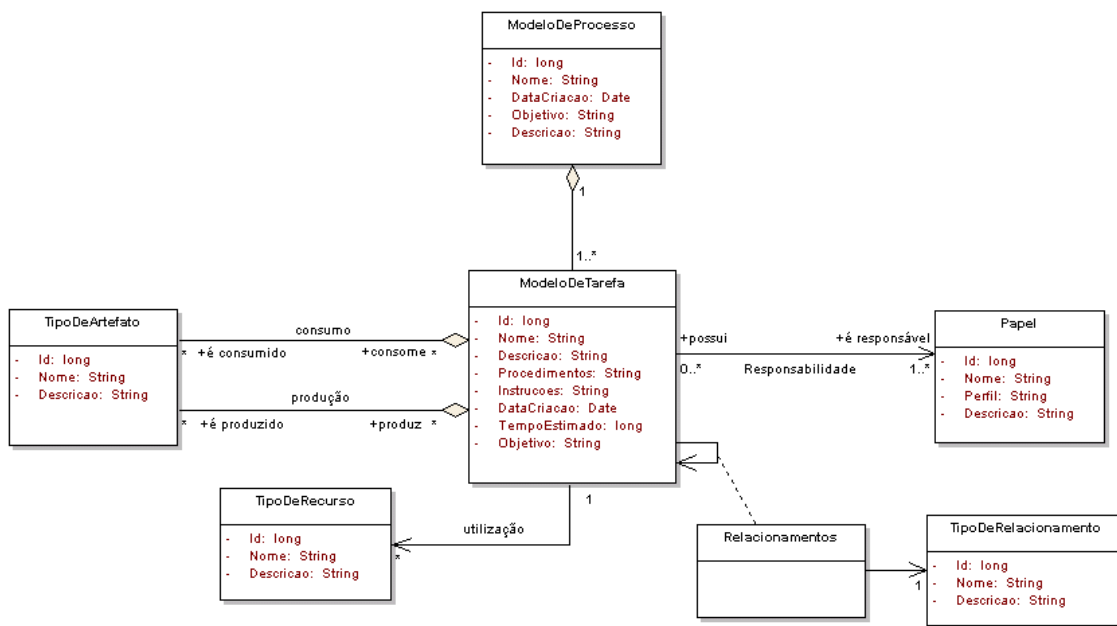 ModeloDeProcesso
- Id: long
- Nome: String
- DataCriacao: Date
- Objetivo: String
- Descricao: String
1
1..*
ModeloDeTarefa
- Id: long
- Nome: String
- Descricao: String
- Procedimentos: String
- Instrucoes: String
- DataCriacao: Date
- TempoEstimado: long
- Objetivo: String
TipoDeArtefato
- Id: long
- Nome: String
- Descricao: String
consumo
* +é consumido +consome *
produção
* +é produzido +produz *
+possui +é responsável
0..* Responsabilidade 1..*
Papel
- Id: long
- Nome: String
- Perfil: String
- Descricao: String
TipoDeRecurso
- Id: long
- Nome: String
- Descricao: String
1
utilização
*
Relacionamentos
1
TipoDeRelacionamento
- Id: long
- Nome: String
- Descricao: String